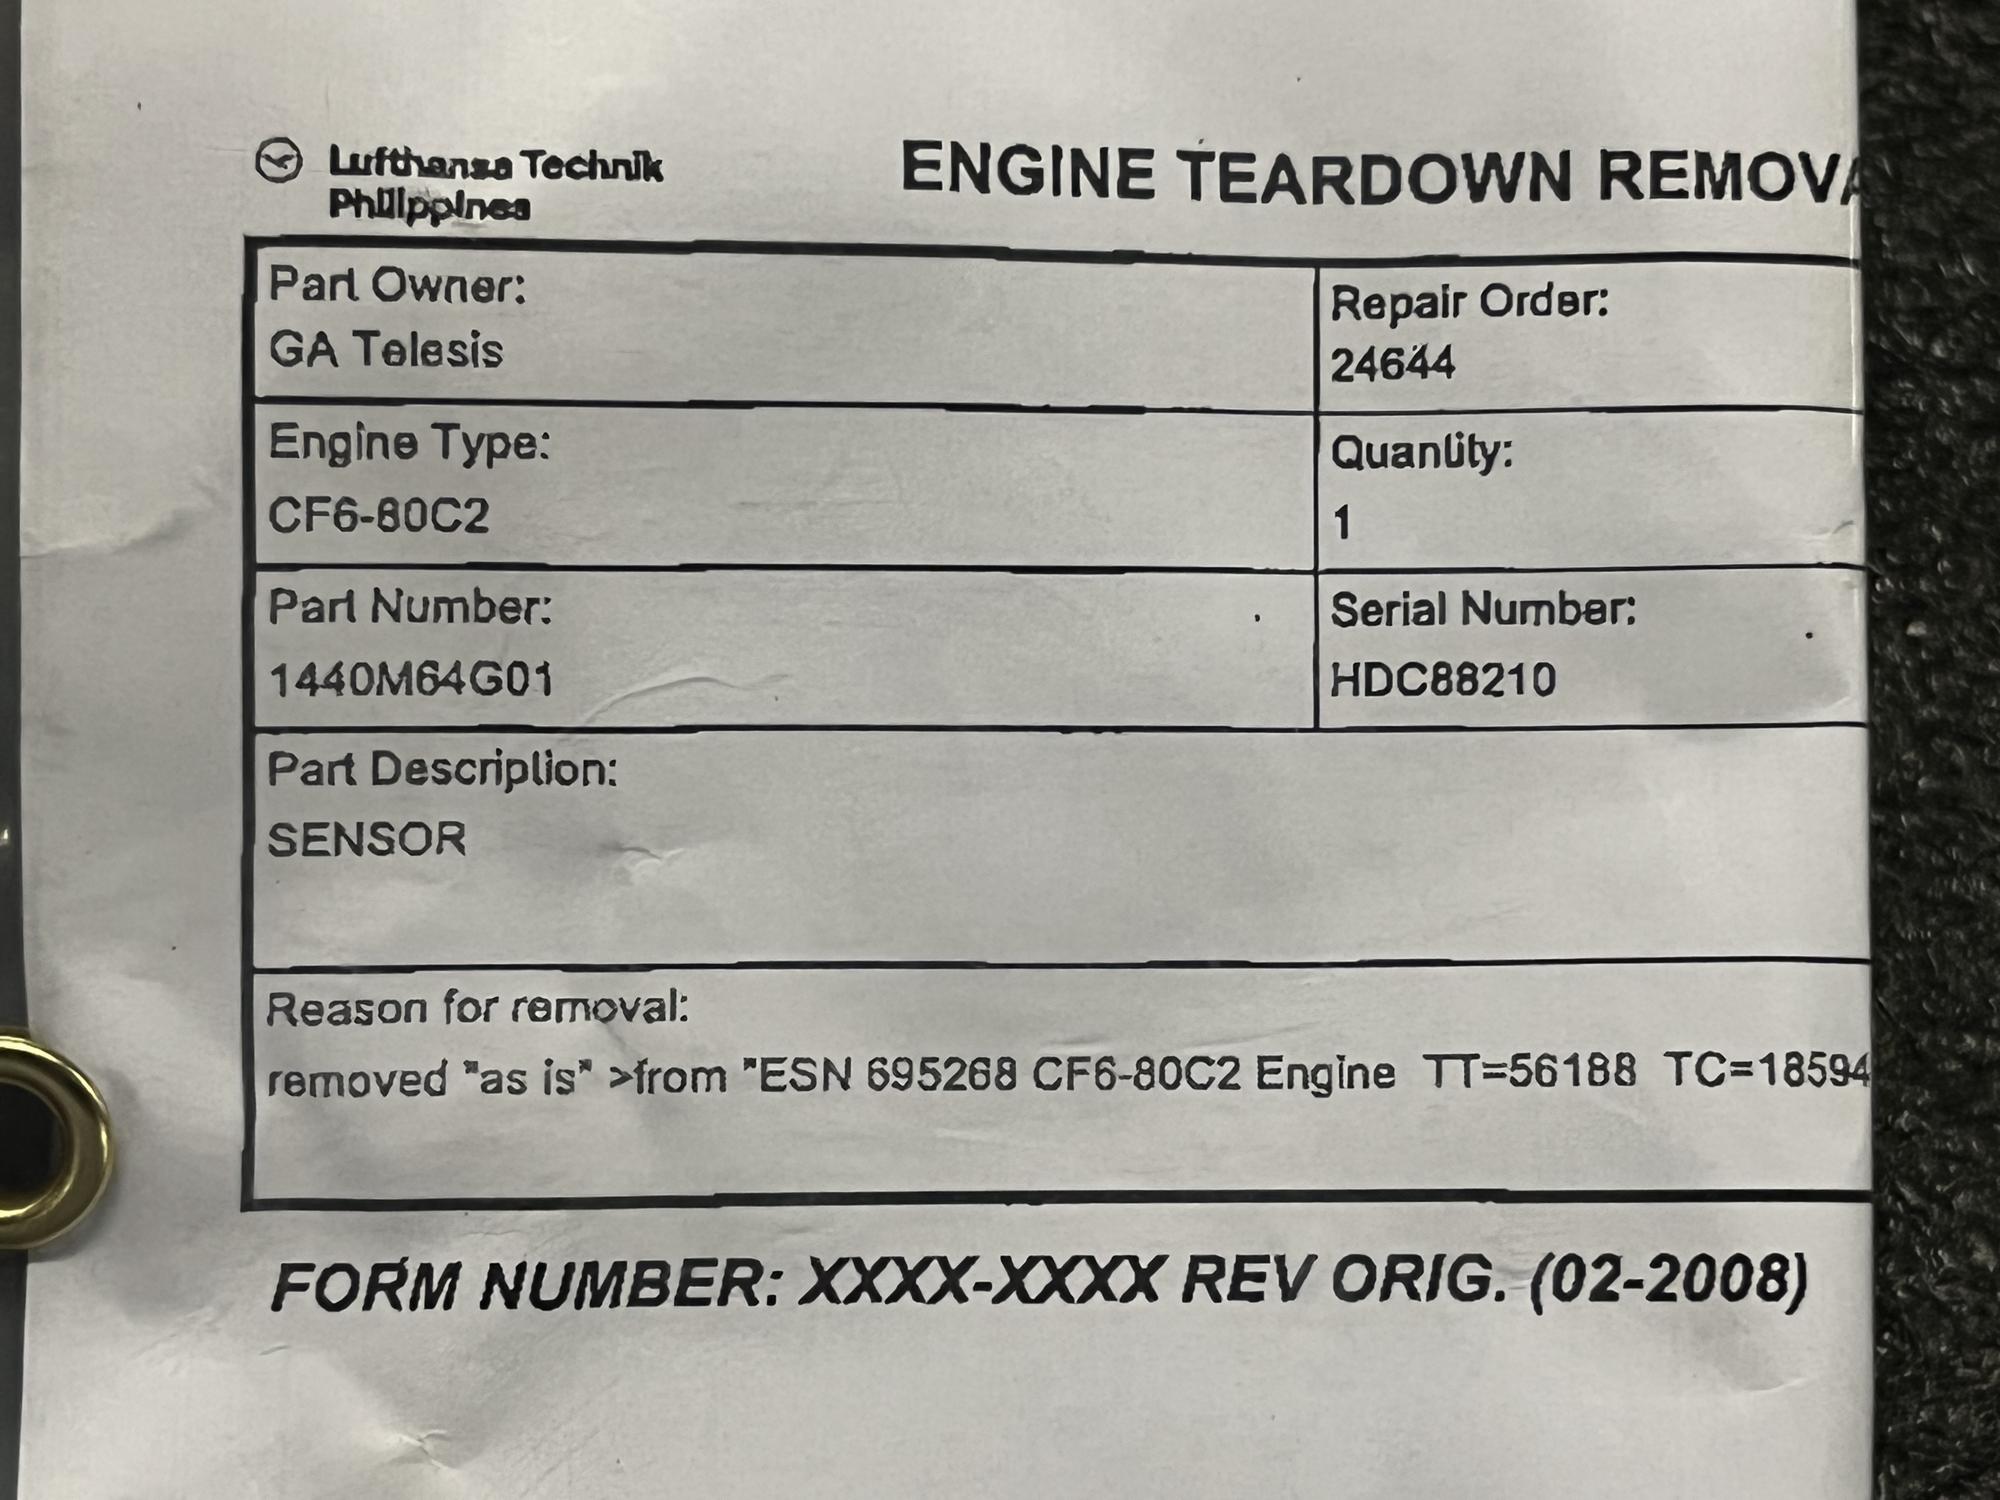 Lufthansa Technik
Philippines
ENGINE TEARDOWN REMOVA
Part Owner:
GA Telesis
Repair Order:
24644
Engine Type:
CF6-80C2
Quantity:
1
Part Number:
1440M64G01
Serial Number:
HDC88210
Part Description:
SENSOR
Reason for removal:
removed "as is" >from "ESN 695268 CF6-80C2 Engine TT=56188 TC=18594
FORM NUMBER: XXXX-XXXX REV ORIG. (02-2008)